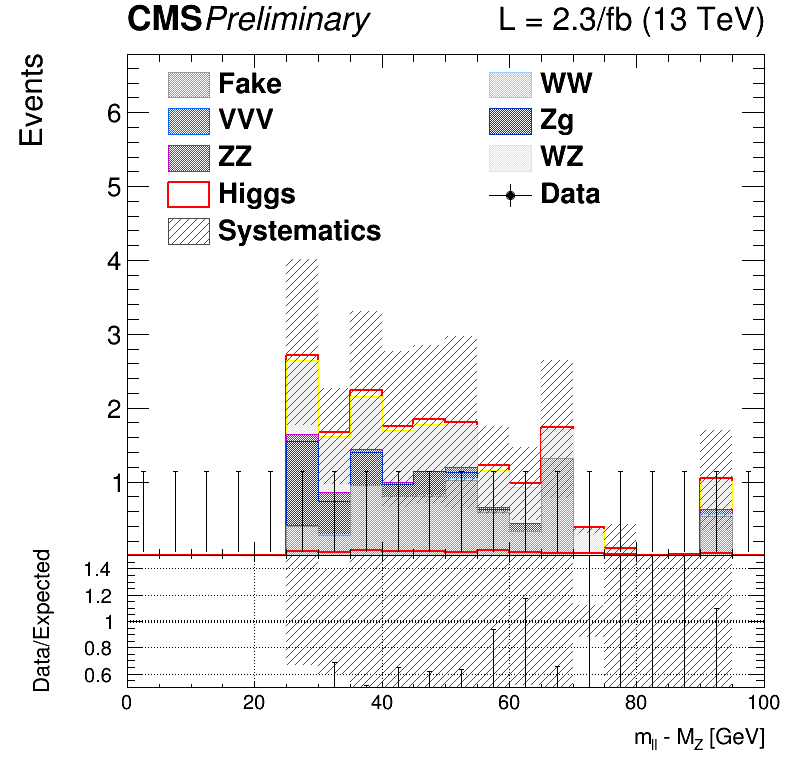 CMSPreliminary L = 2.3/fb (13 TeV)
Events
Fake WW
VVV Zg
ZZ WZ
Higgs Data
Systematics
6
5
4
3
2
1
Data/Expected
1.4
1.2
1
0.8
0.6
0 20 40 60 80 100
m_ll - M_Z [GeV]